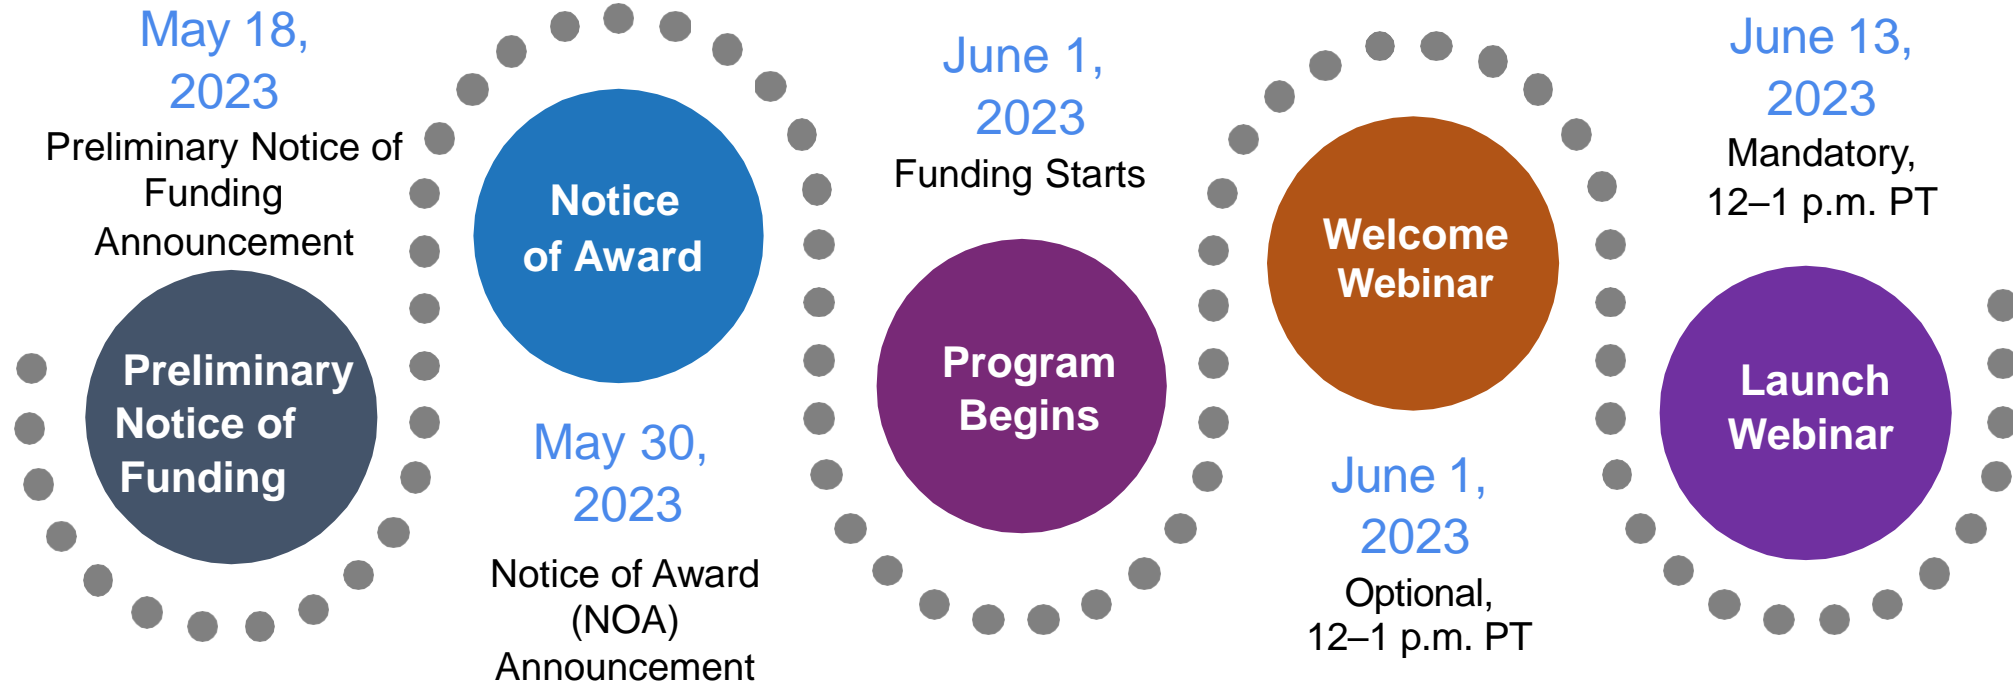 May 18,
2023
Preliminary Notice of
Funding
Announcement
Preliminary
Notice of
Funding
Notice
of Award
May 30,
2023
Notice of Award
(NOA)
Announcement
June 1,
2023
Funding Starts
Program
Begins
Welcome
Webinar
June 1,
2023
Optional,
12–1 p.m. PT
June 13,
2023
Mandatory,
12–1 p.m. PT
Launch
Webinar